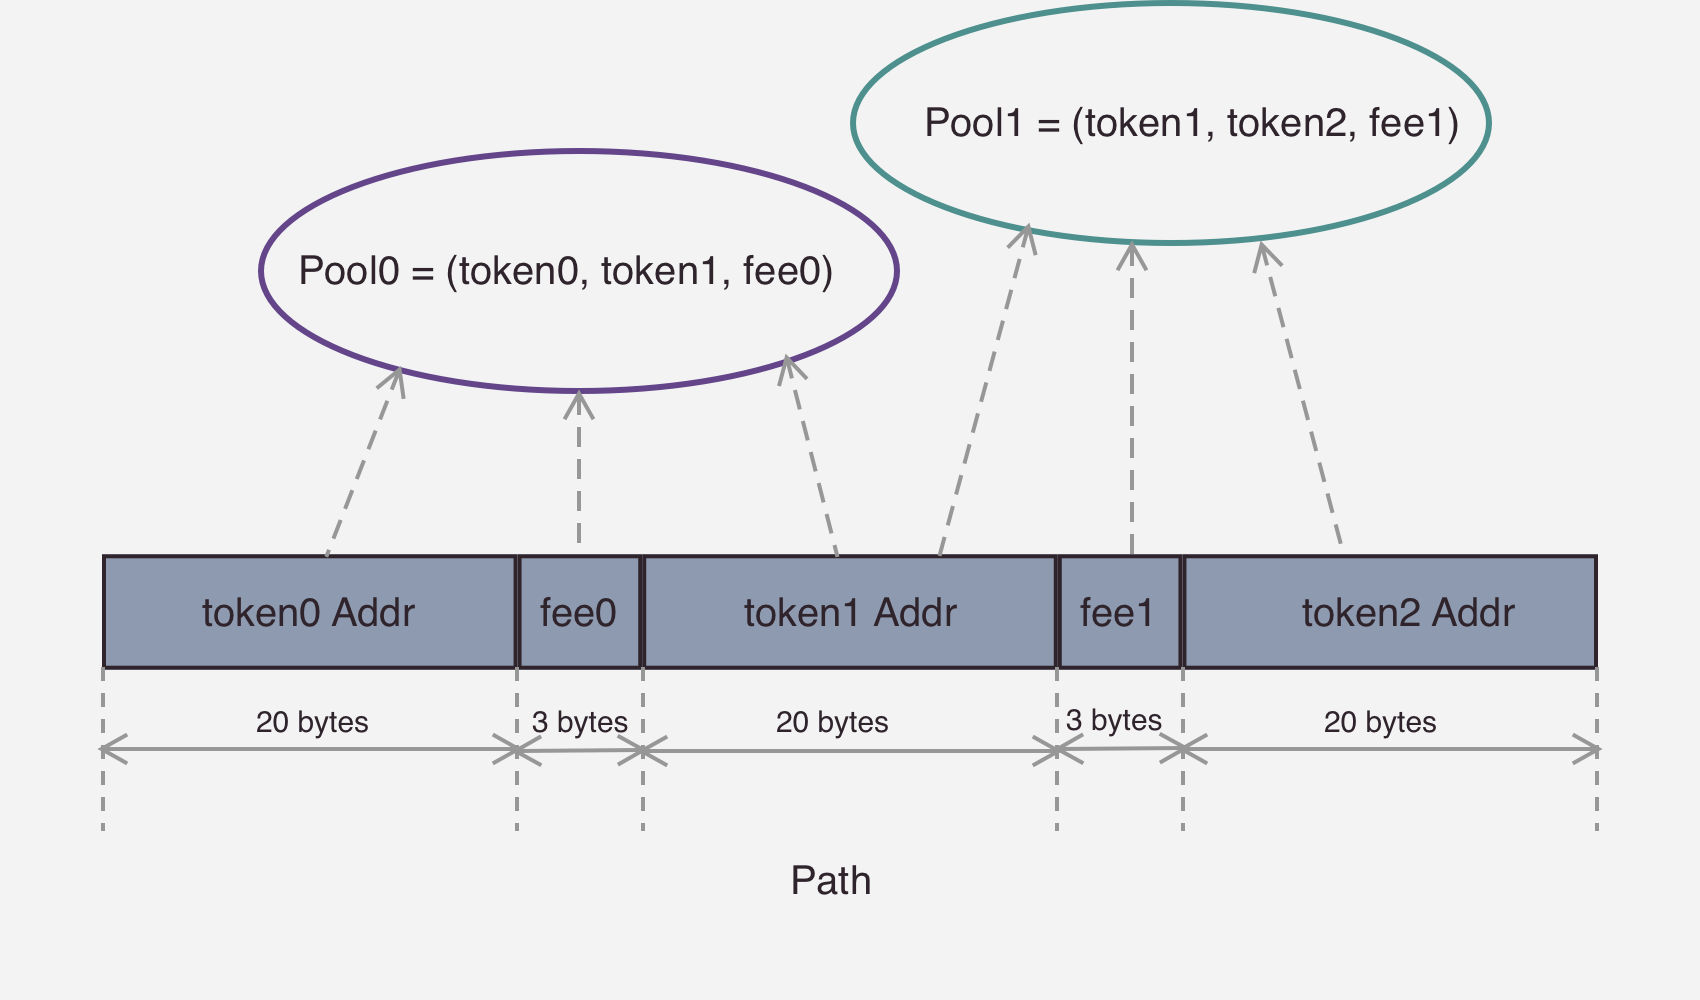 Pool1 = (token1, token2, fee1)
Pool0 = (token0, token1, fee0)
token0 Addr
fee0
token1 Addr
fee1
token2 Addr
20 bytes
3 bytes
20 bytes
3 bytes
20 bytes
Path